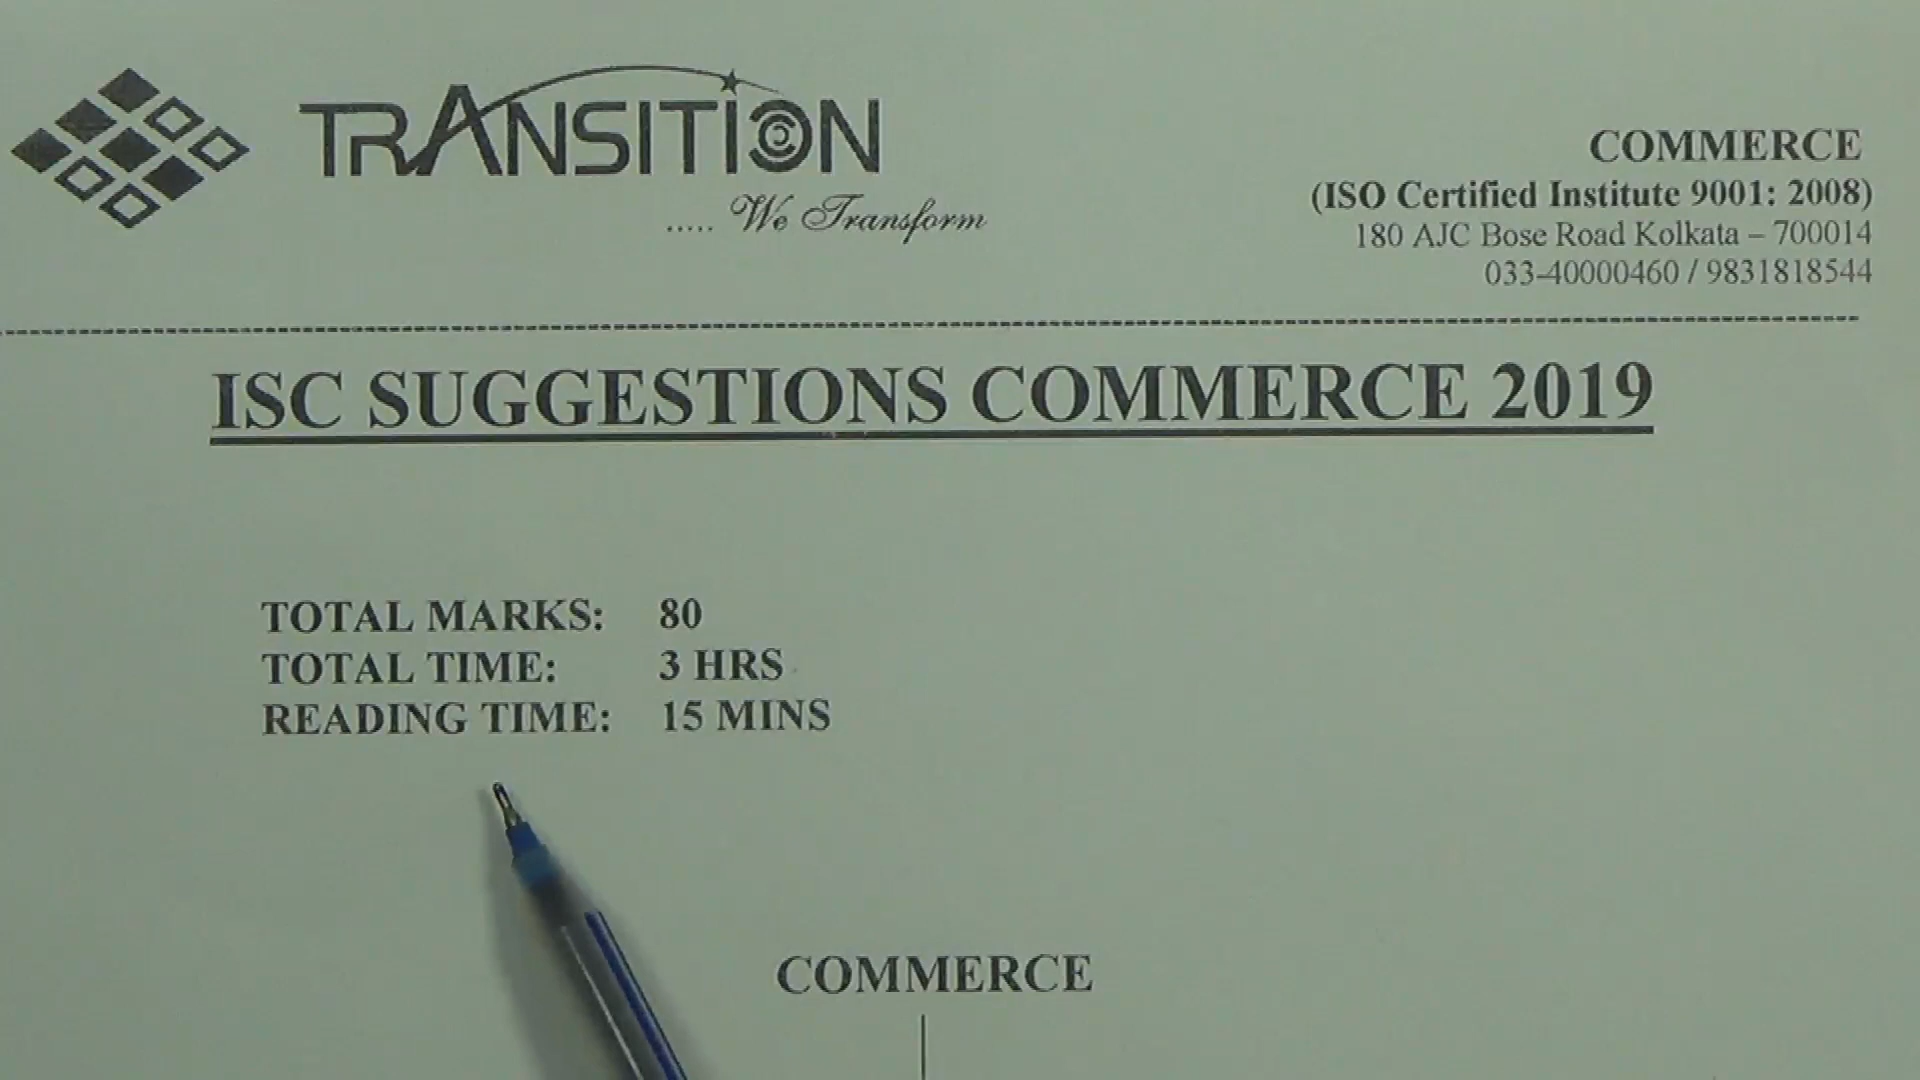 TRANSITION
..... We Transform
COMMERCE
(ISO Certified Institute 9001: 2008)
180 AJC Bose Road Kolkata – 700014
033-40000460 / 9831818544
ISC SUGGESTIONS COMMERCE 2019
TOTAL MARKS: 80
TOTAL TIME: 3 HRS
READING TIME: 15 MINS
COMMERCE